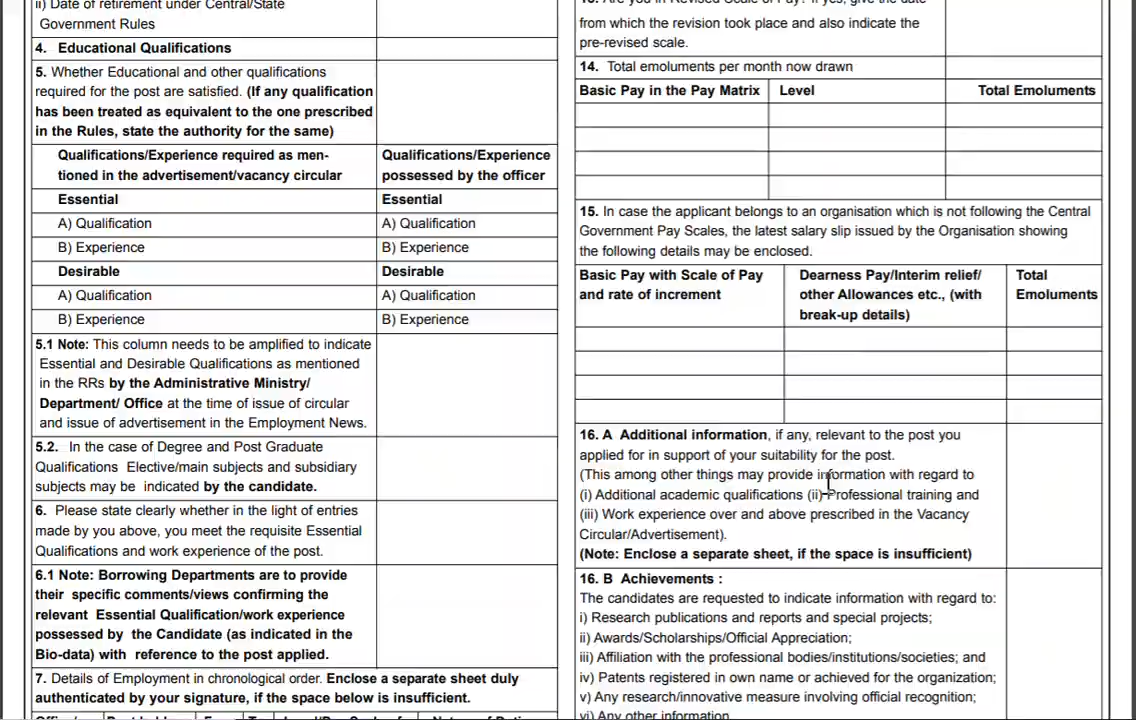 ii) Date of retirement under Central/State
Government Rules
4. Educational Qualifications
5. Whether Educational and other qualifications
required for the post are satisfied. (If any qualification
has been treated as equivalent to the one prescribed
in the Rules, state the authority for the same)
Qualifications/Experience required as men-
tioned in the advertisement/vacancy circular
Qualifications/Experience
possessed by the officer
Essential
Essential
A) Qualification
A) Qualification
B) Experience
B) Experience
Desirable
Desirable
A) Qualification
A) Qualification
B) Experience
B) Experience
5.1 Note: This column needs to be amplified to indicate
Essential and Desirable Qualifications as mentioned
in the RRs by the Administrative Ministry/
Department/ Office at the time of issue of circular
and issue of advertisement in the Employment News.
5.2. In the case of Degree and Post Graduate
Qualifications Elective/main subjects and subsidiary
subjects may be indicated by the candidate.
6. Please state clearly whether in the light of entries
made by you above, you meet the requisite Essential
Qualifications and work experience of the post.
6.1 Note: Borrowing Departments are to provide
their specific comments/views confirming the
relevant Essential Qualification/work experience
possessed by the Candidate (as indicated in the
Bio-data) with reference to the post applied.
7. Details of Employment in chronological order. Enclose a separate sheet duly
authenticated by your signature, if the space below is insufficient.
Are you in Revised Scale of Pay? If yes, give the date
from which the revision took place and also indicate the
pre-revised scale.
14. Total emoluments per month now drawn
Basic Pay in the Pay Matrix
Level
Total Emoluments
15. In case the applicant belongs to an organisation which is not following the Central
Government Pay Scales, the latest salary slip issued by the Organisation showing
the following details may be enclosed.
Basic Pay with Scale of Pay
and rate of increment
Dearness Pay/Interim relief/
other Allowances etc., (with
break-up details)
Total
Emoluments
16. A Additional information, if any, relevant to the post you
applied for in support of your suitability for the post.
(This among other things may provide information with regard to
(i) Additional academic qualifications (ii) Professional training and
(iii) Work experience over and above prescribed in the Vacancy
Circular/Advertisement).
(Note: Enclose a separate sheet, if the space is insufficient)
16. B Achievements :
The candidates are requested to indicate information with regard to:
i) Research publications and reports and special projects;
ii) Awards/Scholarships/Official Appreciation;
iii) Affiliation with the professional bodies/institutions/societies; and
iv) Patents registered in own name or achieved for the organization;
v) Any research/innovative measure involving official recognition;
vi) Any other information.